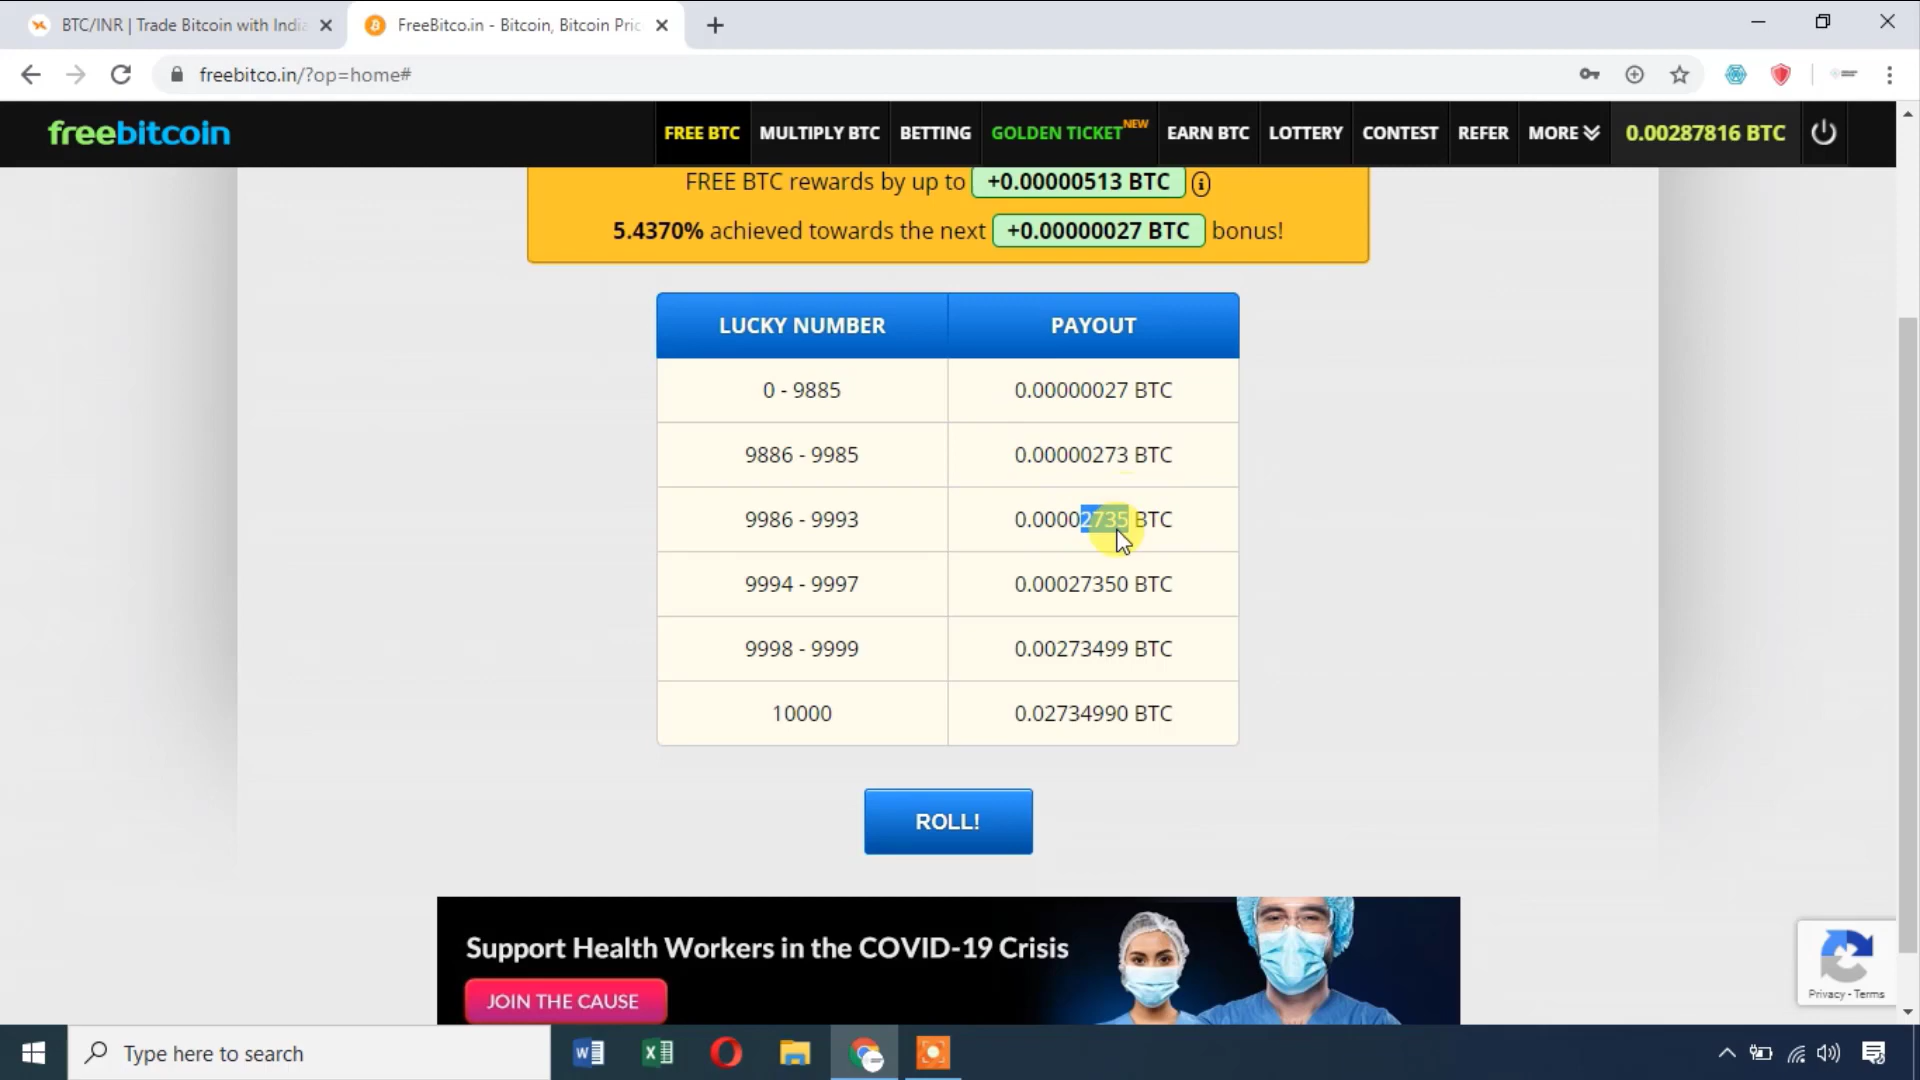 BTC/INR | Trade Bitcoin with India
FreeBitco.in - Bitcoin, Bitcoin Pric
freebitco.in/?op=home#
freebitcoin
FREE BTC
MULTIPLY BTC
BETTING
GOLDEN TICKET NEW
EARN BTC
LOTTERY
CONTEST
REFER
MORE
0.00287816 BTC
FREE BTC rewards by up to +0.00000513 BTC
5.4370% achieved towards the next +0.00000027 BTC bonus!
LUCKY NUMBER PAYOUT
0 - 9885 0.00000027 BTC
9886 - 9985 0.00000273 BTC
9986 - 9993 0.00002735 BTC
9994 - 9997 0.00027350 BTC
9998 - 9999 0.00273499 BTC
10000 0.02734990 BTC
ROLL!
Support Health Workers in the COVID-19 Crisis
JOIN THE CAUSE
Privacy - Terms
Type here to search